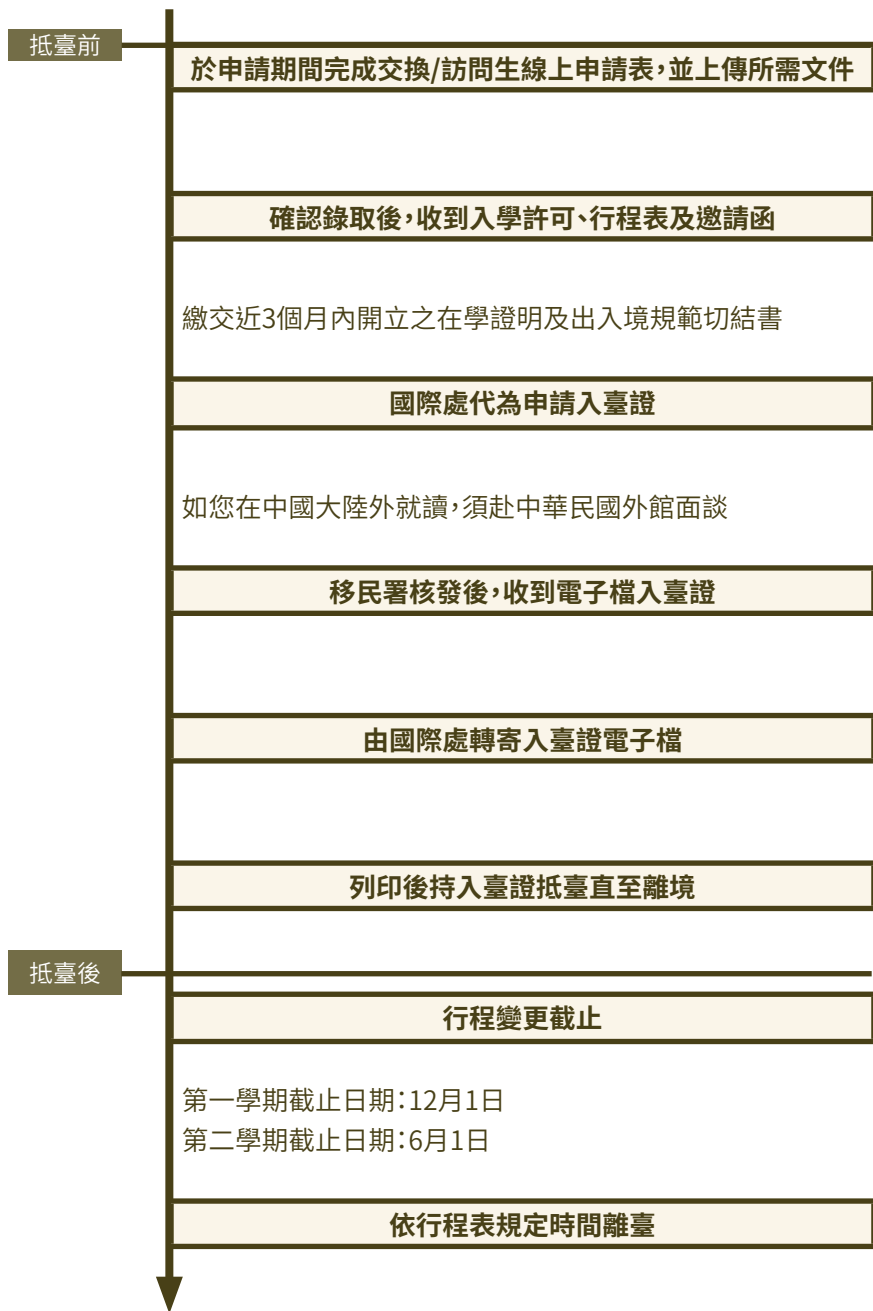 抵臺前
於申請期間完成交換/訪問生線上申請表，並上傳所需文件
確認錄取後，收到入學許可、行程表及邀請函
繳交近3個月內開立之在學證明及出入境規範切結書
國際處代為申請入臺證
如您在中國大陸外就讀，須赴中華民國外館面談
移民署核發後，收到電子檔入臺證
由國際處轉寄入臺證電子檔
列印後持入臺證抵臺直至離境
抵臺後
行程變更截止
第一學期截止日期：12月1日
第二學期截止日期：6月1日
依行程表規定時間離臺